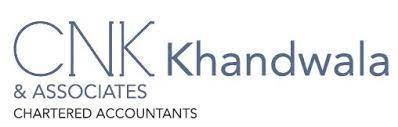 CNK Khandwala
& ASSOCIATES
CHARTERED ACCOUNTANTS